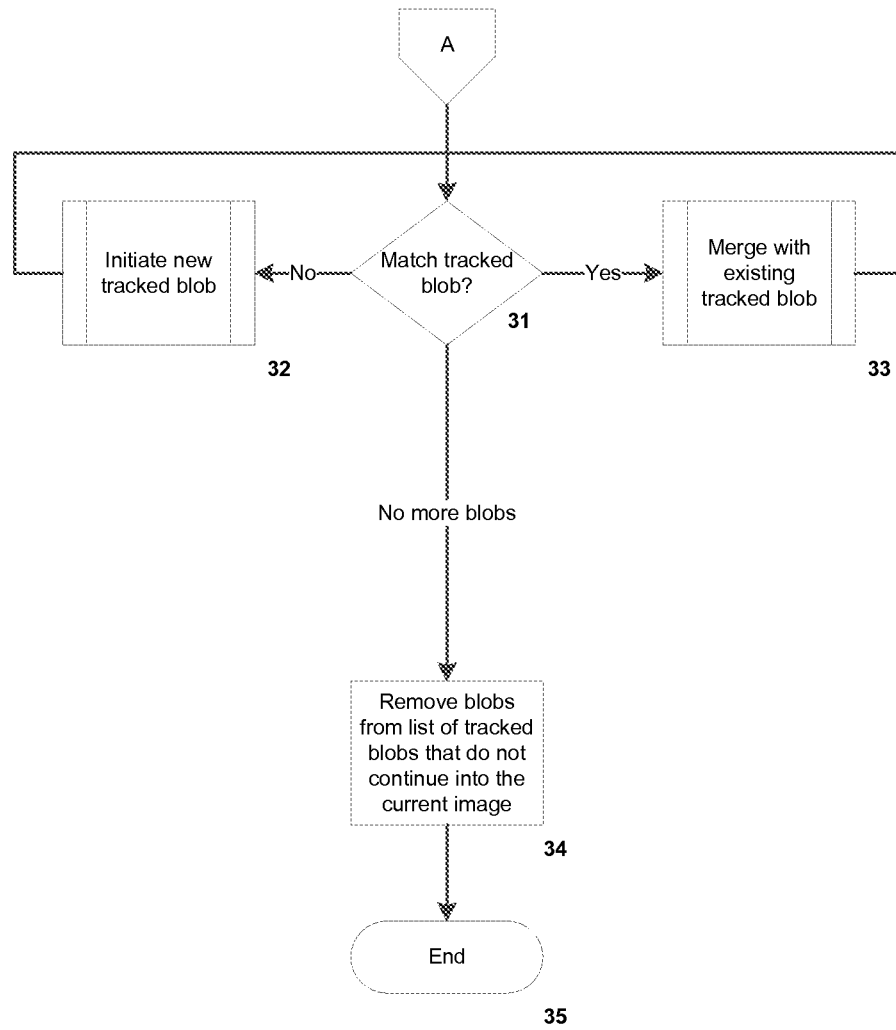 A
Initiate new
tracked blob
32
No
Match tracked
blob?
31
Yes
Merge with
existing
tracked blob
33
No more blobs
Remove blobs
from list of tracked
blobs that do not
continue into the
current image
34
End
35